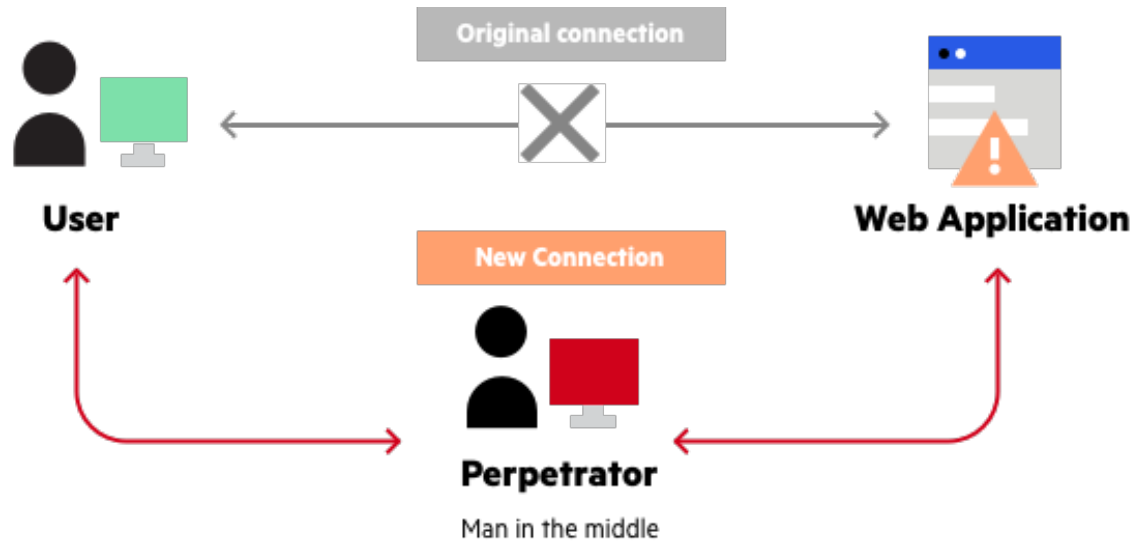 Original connection
User
Web Application
New Connection
Perpetrator
Man in the middle